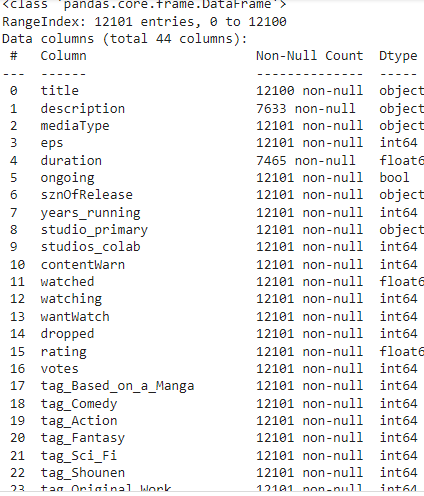 <class 'pandas.core.frame.DataFrame'>
RangeIndex: 12101 entries, 0 to 12100
Data columns (total 44 columns):
#   Column   Non-Null Count   Dtype
---  ------  --------------  -----
0   title   12100 non-null   object
1   description   7633 non-null   object
2   mediaType   12101 non-null   object
3   eps   12101 non-null   int64
4   duration   7465 non-null   float6
5   ongoing   12101 non-null   bool
6   sznOfRelease   12101 non-null   object
7   years_running   12101 non-null   int64
8   studio_primary   12101 non-null   object
9   studios_colab   12101 non-null   int64
10  contentWarn   12101 non-null   int64
11  watched   12101 non-null   float6
12  watching   12101 non-null   int64
13  wantWatch   12101 non-null   int64
14  dropped   12101 non-null   int64
15  rating   12101 non-null   float6
16  votes   12101 non-null   int64
17  tag_Based_on_a_Manga   12101 non-null   int64
18  tag_Comedy   12101 non-null   int64
19  tag_Action   12101 non-null   int64
20  tag_Fantasy   12101 non-null   int64
21  tag_Sci_Fi   12101 non-null   int64
22  tag_Shounen   12101 non-null   int64
23  tag_Original_Work   12101 non-null   int64